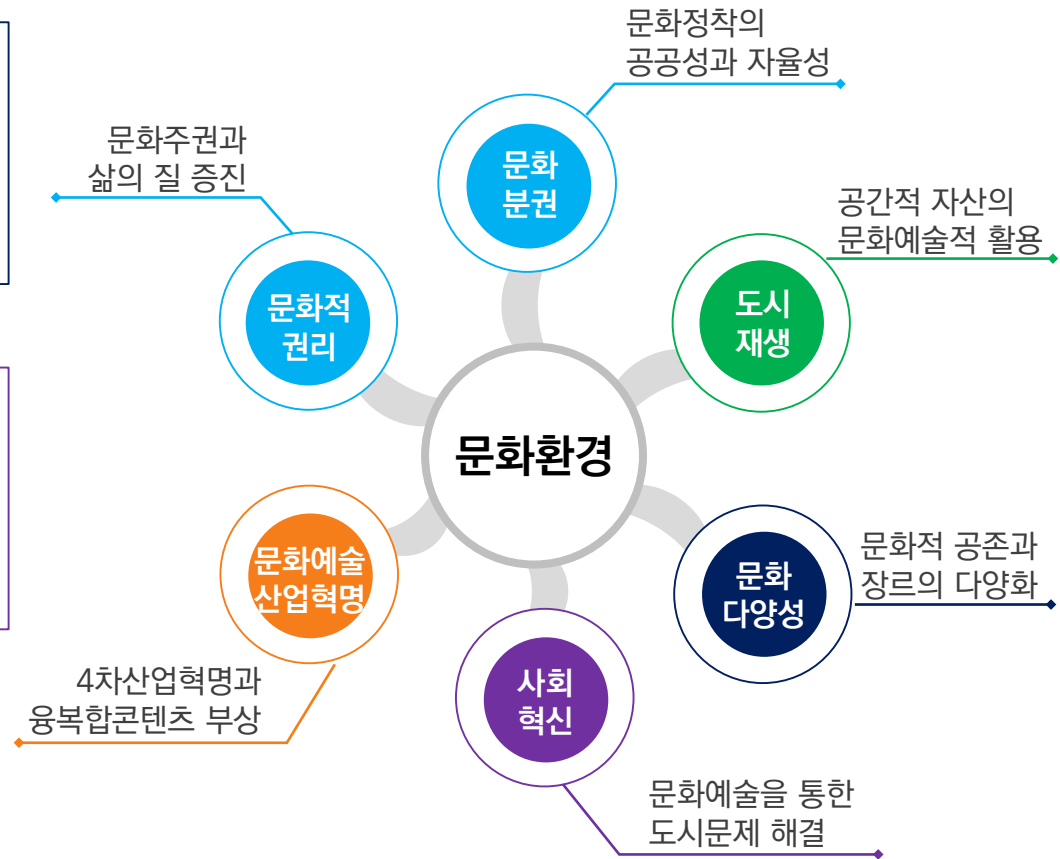 문화정착의
공공성과 자율성
문화
분권
문화주권과
삶의 질 증진
문화적
권리
공간적 자산의
문화예술적 활용
도시
재생
문화환경
문화예술
산업혁명
4차산업혁명과
융복합콘텐츠 부상
문화적 공존과
장르의 다양화
문화
다양성
사회
혁신
문화예술을 통한
도시문제 해결